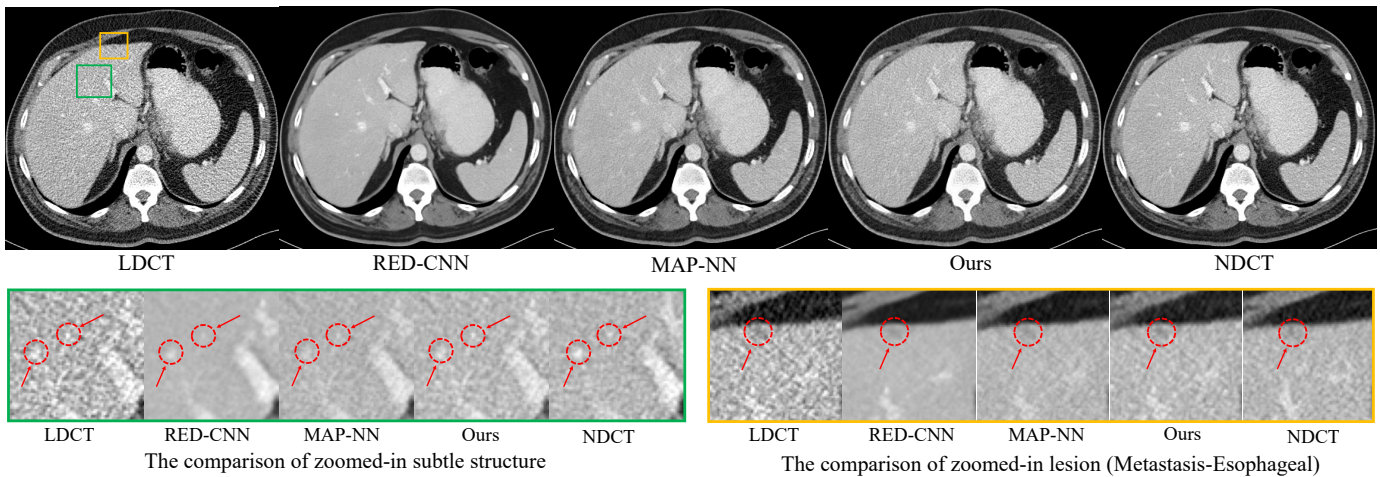 LDCT RED-CNN MAP-NN Ours NDCT
LDCT RED-CNN MAP-NN Ours NDCT
The comparison of zoomed-in subtle structure
LDCT RED-CNN MAP-NN Ours NDCT
The comparison of zoomed-in lesion (Metastasis-Esophageal)